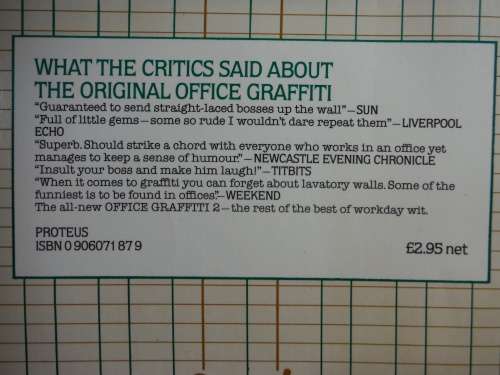 WHAT THE CRITICS SAID ABOUT
THE ORIGINAL OFFICE GRAFFITI
"Guaranteed to send straight-laced bosses up the wall"—SUN
"Full of little gems—some so rude I wouldn't dare repeat them"—LIVERPOOL
ECHO
"Superb. Should strike a chord with everyone who works in an office yet
manages to keep a sense of humour."—NEWCASTLE EVENING CHRONICLE
"Insult your boss and make him laugh!"—TITBITS
"When it comes to graffiti you can forget about lavatory walls. Some of the
funniest is to be found in offices".—WEEKEND
The all-new OFFICE GRAFFITI 2—the rest of the best of workday wit.
PROTEUS
ISBN 0 906071 87 9
£2.95 net